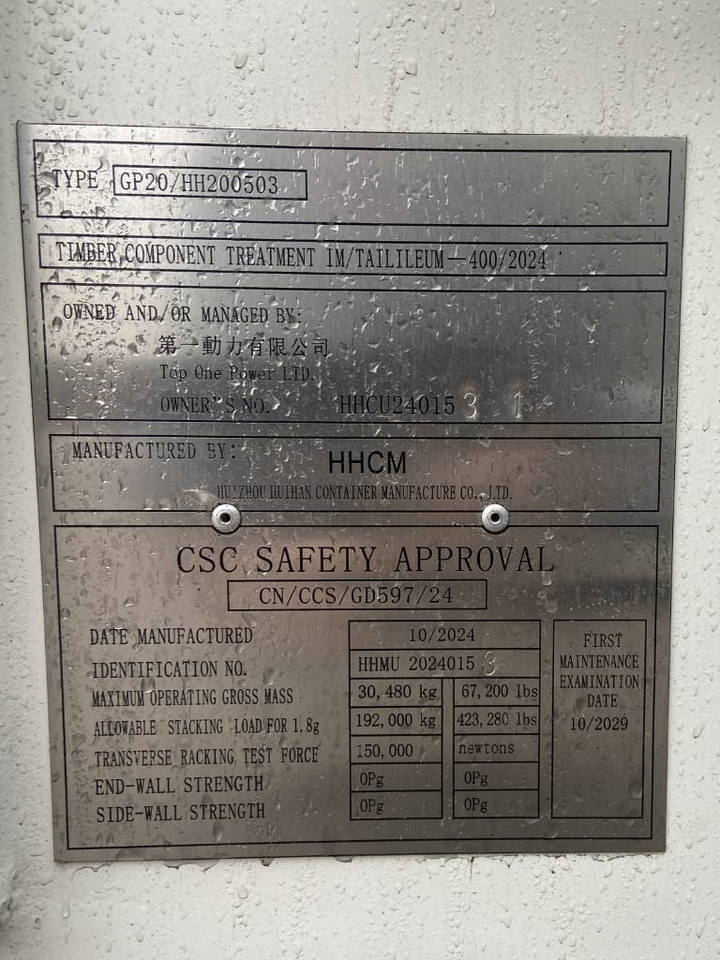 TYPE GP20/HH200503
TIMBER COMPONENT TREATMENT IM/TAILILEUM—400/2024
OWNED AND/OR MANAGED BY:
第一動力有限公司
Top One Power LTD.
OWNER'S NO. HHCU24015 3 1
MANUFACTURED BY: HHCM
HUIZHOU HUIHAN CONTAINER MANUFACTURE CO., LTD.
CSC SAFETY APPROVAL
CN/CCS/GD597/24
DATE MANUFACTURED 10/2024
IDENTIFICATION NO. HHMU 2024015 3
MAXIMUM OPERATING GROSS MASS 30,480 kg 67,200 lbs
ALLOWABLE STACKING LOAD FOR 1.8g 192,000 kg 423,280 lbs
TRANSVERSE RACKING TEST FORCE 150,000 newtons
END-WALL STRENGTH 0Pg 0Pg
SIDE-WALL STRENGTH 0Pg 0Pg
FIRST
MAINTENANCE
EXAMINATION
DATE
10/2029